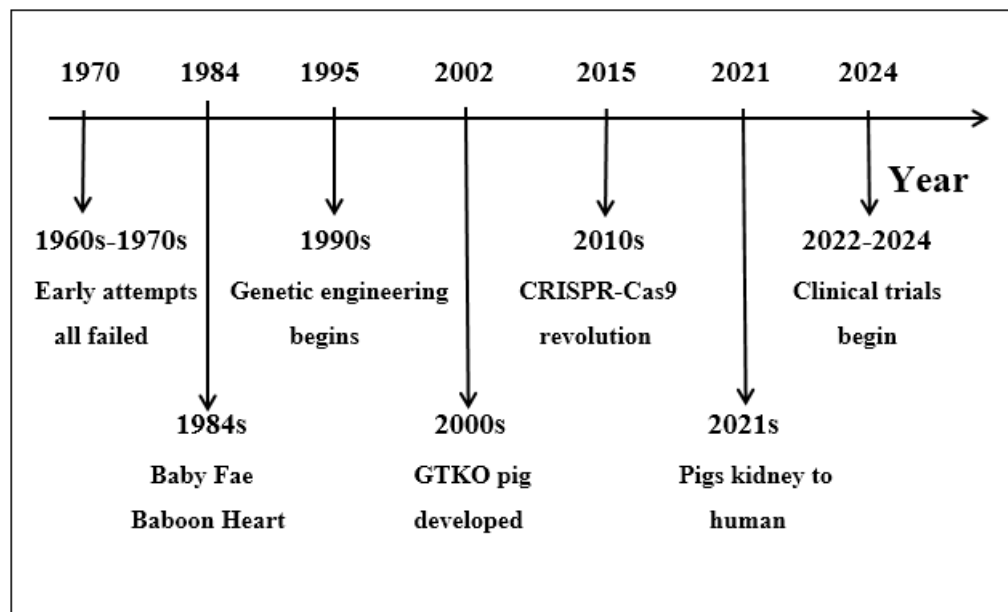 1970 1984 1995 2002 2015 2021 2024
Year
1960s-1970s 1990s 2010s 2022-2024
Early attempts Genetic engineering CRISPR-Cas9 Clinical trials
all failed begins revolution begin
1984s 2000s 2021s
Baby Fae GTKO pig Pigs kidney to
Baboon Heart developed human